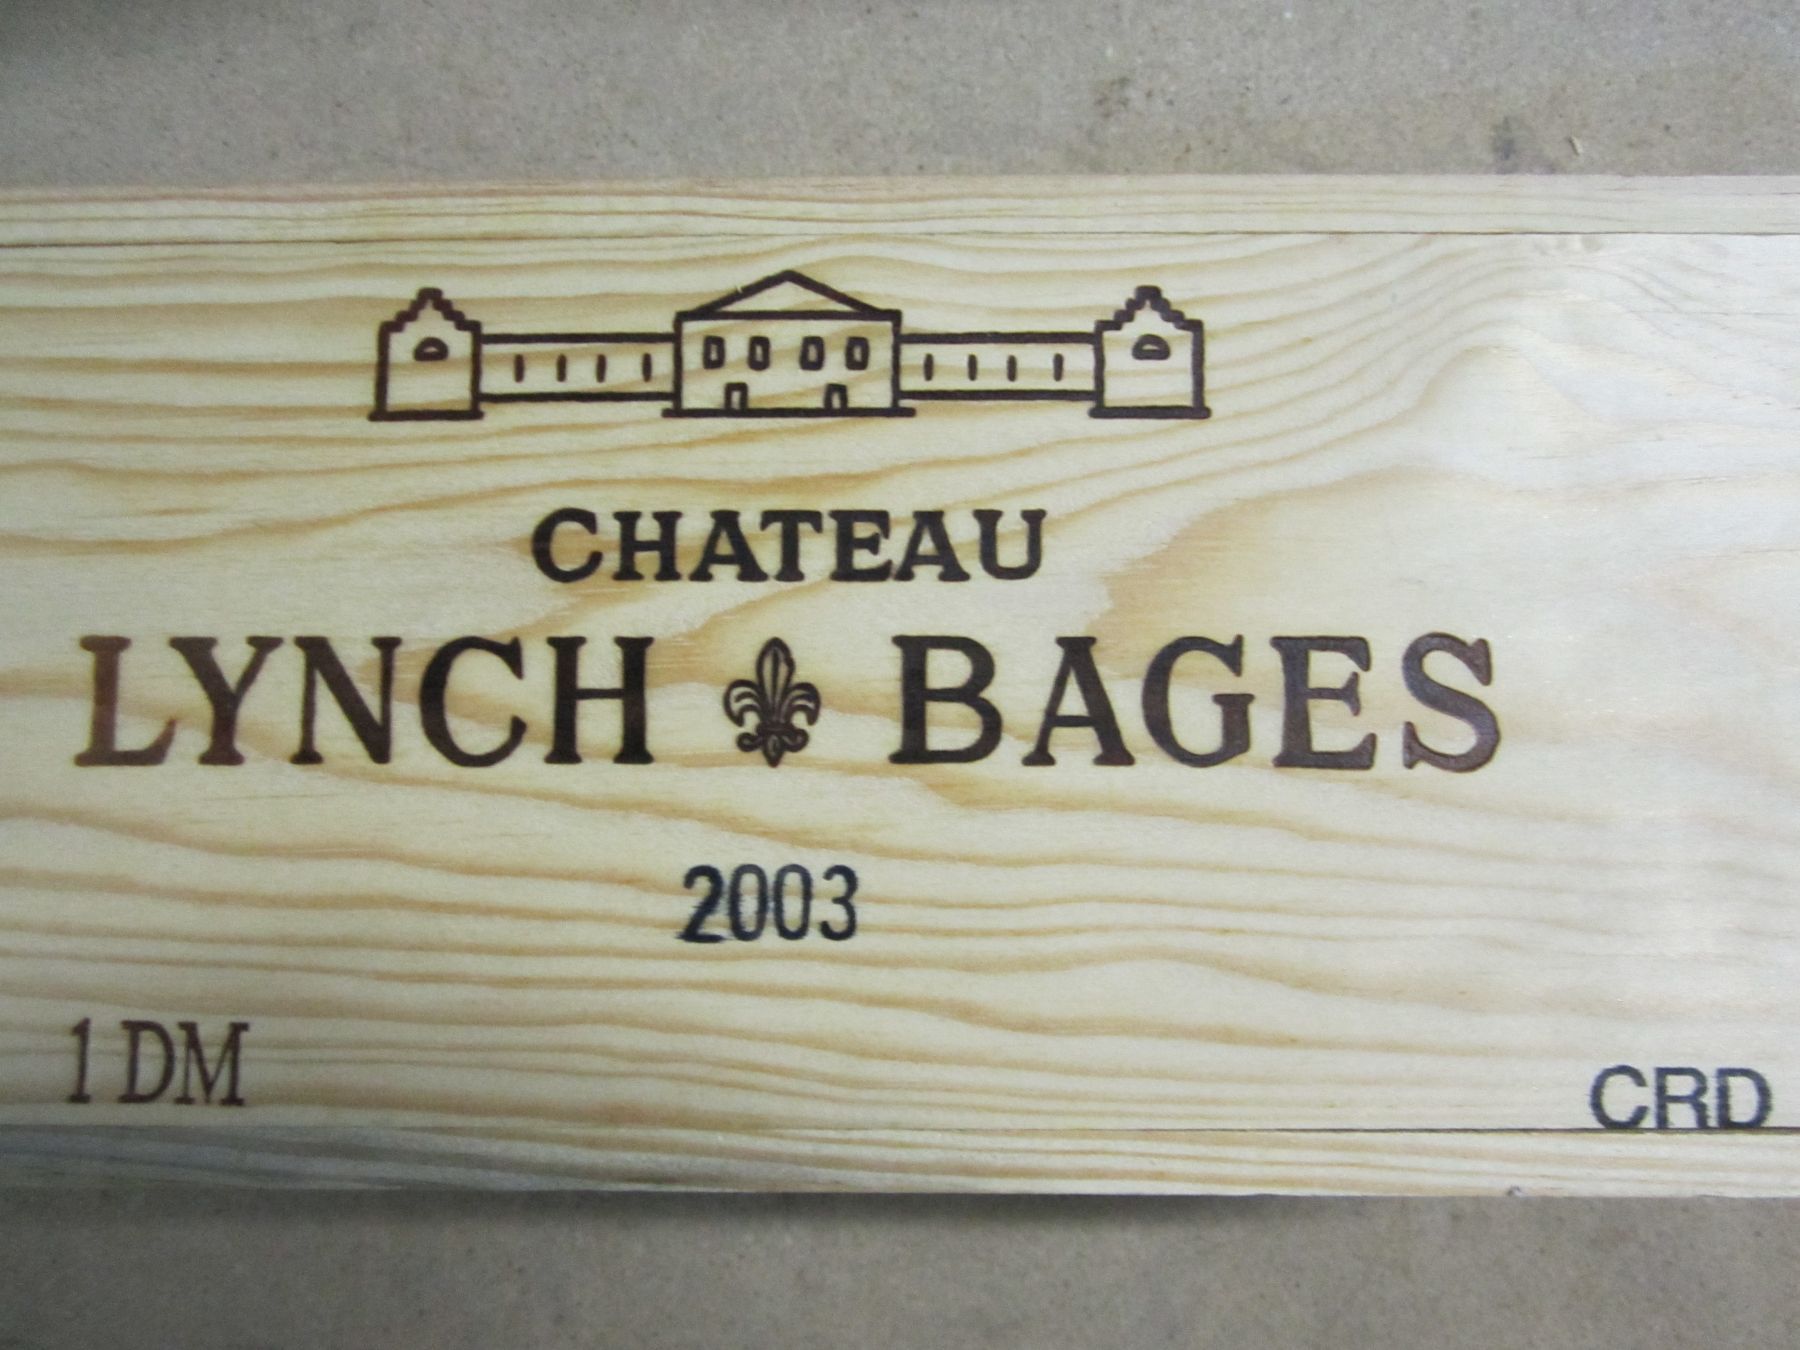 CHATEAU
LYNCH BAGES
2003
1 DM
CRD